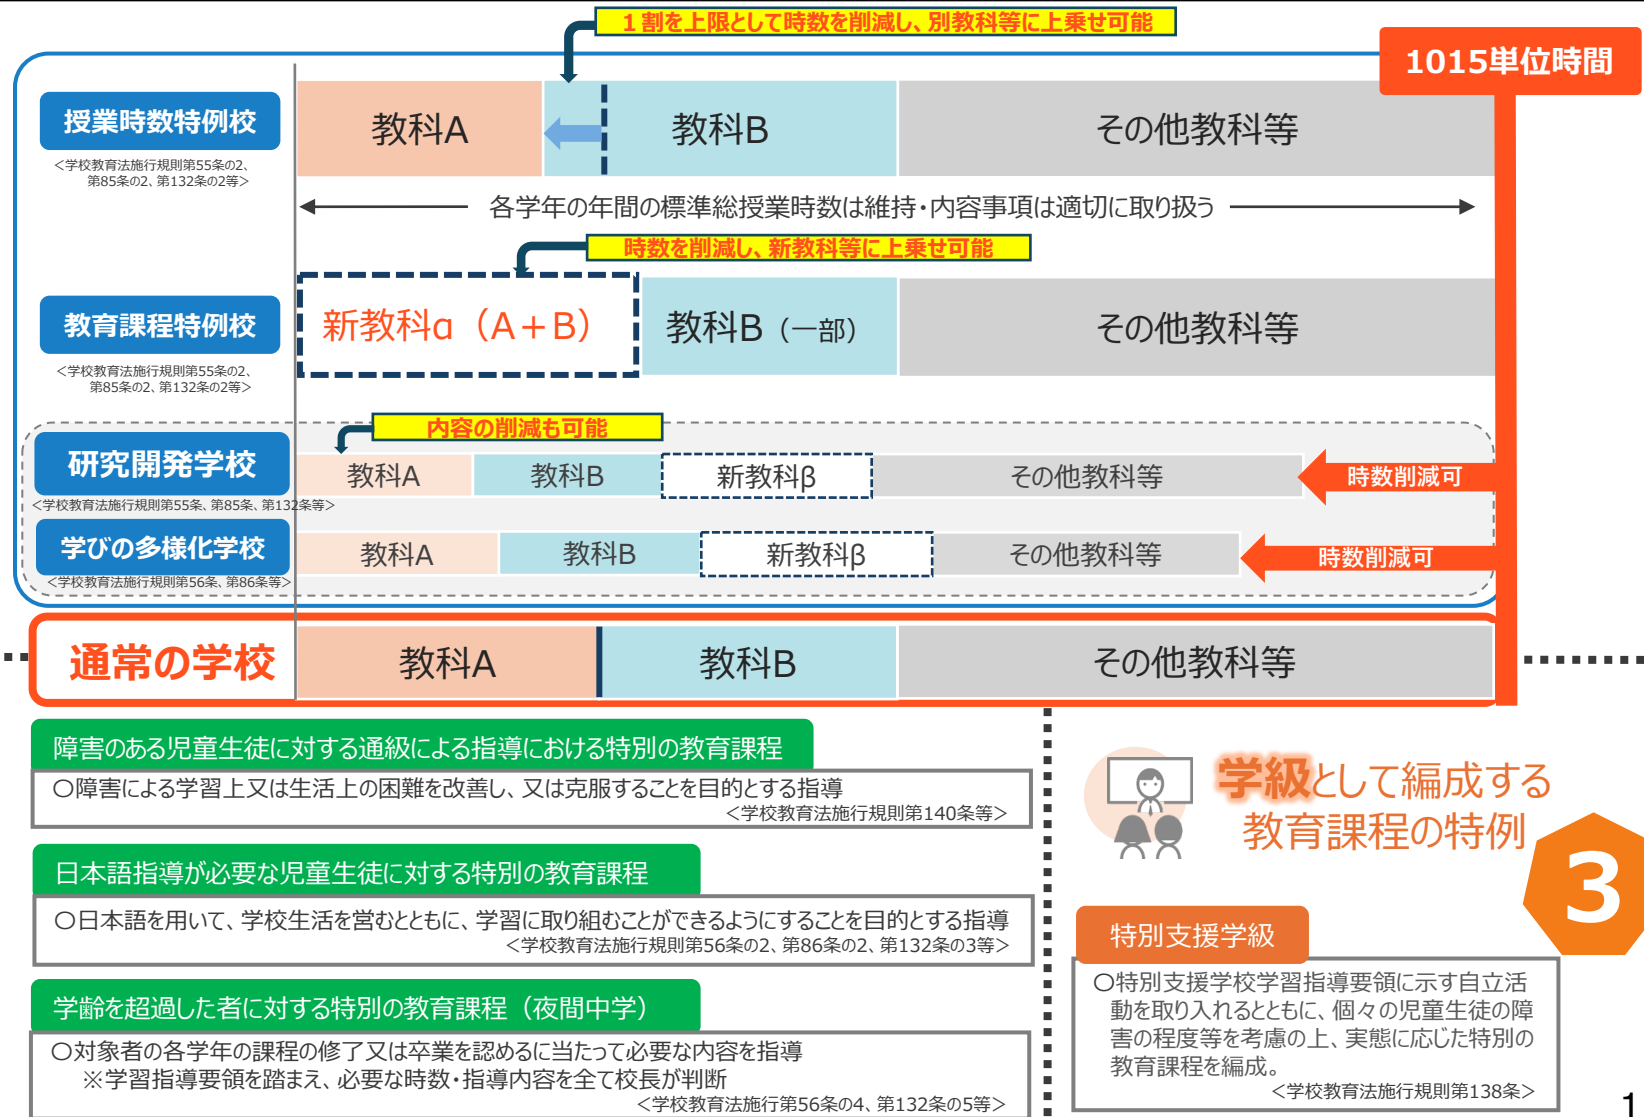 １割を上限として時数を削減し、別教科等に上乗せ可能
1015単位時間
授業時数特例校
＜学校教育法施行規則第55条の2、
第85条の2、第132条の2等＞
教科A
教科B
その他教科等
各学年の年間の標準総授業時数は維持・内容事項は適切に取り扱う
時数を削減し、新教科等に上乗せ可能
教育課程特例校
＜学校教育法施行規則第55条の2、
第85条の2、第132条の2等＞
新教科α（A＋B）
教科B（一部）
その他教科等
内容の削減も可能
研究開発学校
＜学校教育法施行規則第55条、第85条、第132条等＞
教科A
教科B
新教科β
その他教科等
時数削減可
学びの多様化学校
＜学校教育法施行規則第56条、第86条等＞
教科A
教科B
新教科β
その他教科等
時数削減可
通常の学校
教科A
教科B
その他教科等
障害のある児童生徒に対する通級による指導における特別の教育課程
〇障害による学習上又は生活上の困難を改善し、又は克服することを目的とする指導
＜学校教育法施行規則第140条等＞
日本語指導が必要な児童生徒に対する特別の教育課程
〇日本語を用いて、学校生活を営むとともに、学習に取り組むことができるようにすることを目的とする指導
＜学校教育法施行規則第56条の2、第86条の2、第132条の3等＞
学齢を超過した者に対する特別の教育課程（夜間中学）
〇対象者の各学年の課程の修了又は卒業を認めるに当たって必要な内容を指導
※学習指導要領を踏まえ、必要な時数・指導内容を全て校長が判断
＜学校教育法施行第56条の4、第132条の5等＞
学級として編成する
教育課程の特例
3
特別支援学級
〇特別支援学校学習指導要領に示す自立活
動を取り入れるとともに、個々の児童生徒の障
害の程度等を考慮の上、実態に応じた特別の
教育課程を編成。
＜学校教育法施行規則第138条＞
1